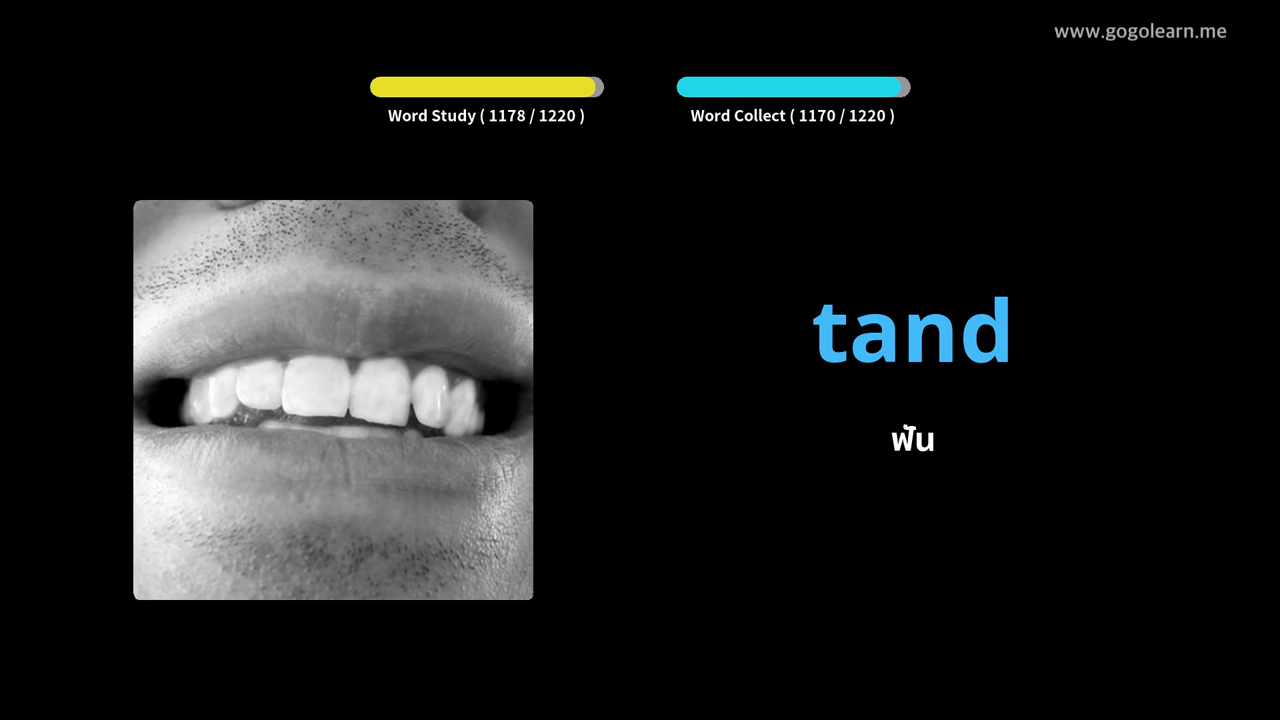 www.gogolearn.me
Word Study ( 1178 / 1220 )
Word Collect ( 1170 / 1220 )
tand
ฟัน